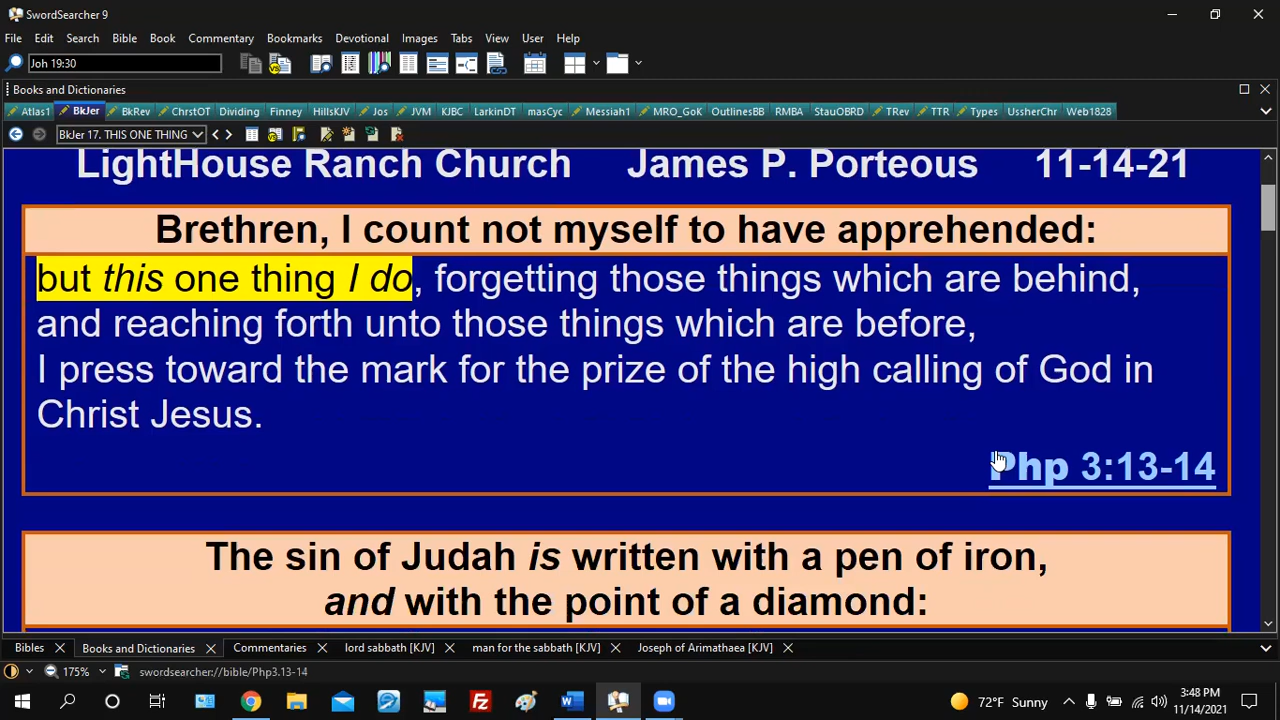 SwordSearcher 9
File Edit Search Bible Book Commentary Bookmarks Devotional Images Tabs View User Help
Joh 19:30
Books and Dictionaries
Atlas1 BkJer BkRev ChrstOT Dividing Finney HillsKJV Jos JVM KJBC LarkinDT masCyc Messiah1 MRO_GoK OutlinesBB RMBA StauOBRD TRev TTR Types UssherChr Web1828
BkJer 17. THIS ONE THING
LightHouse Ranch Church James P. Porteous 11-14-21
Brethren, I count not myself to have apprehended:
but this one thing I do, forgetting those things which are behind,
and reaching forth unto those things which are before,
I press toward the mark for the prize of the high calling of God in
Christ Jesus.
Php 3:13-14
The sin of Judah is written with a pen of iron,
and with the point of a diamond:
Bibles Books and Dictionaries Commentaries lord sabbath [KJV] man for the sabbath [KJV] Joseph of Arimathaea [KJV]
175% swordsearcher://bible/Php3.13-14
72°F Sunny 3:48 PM
11/14/2021